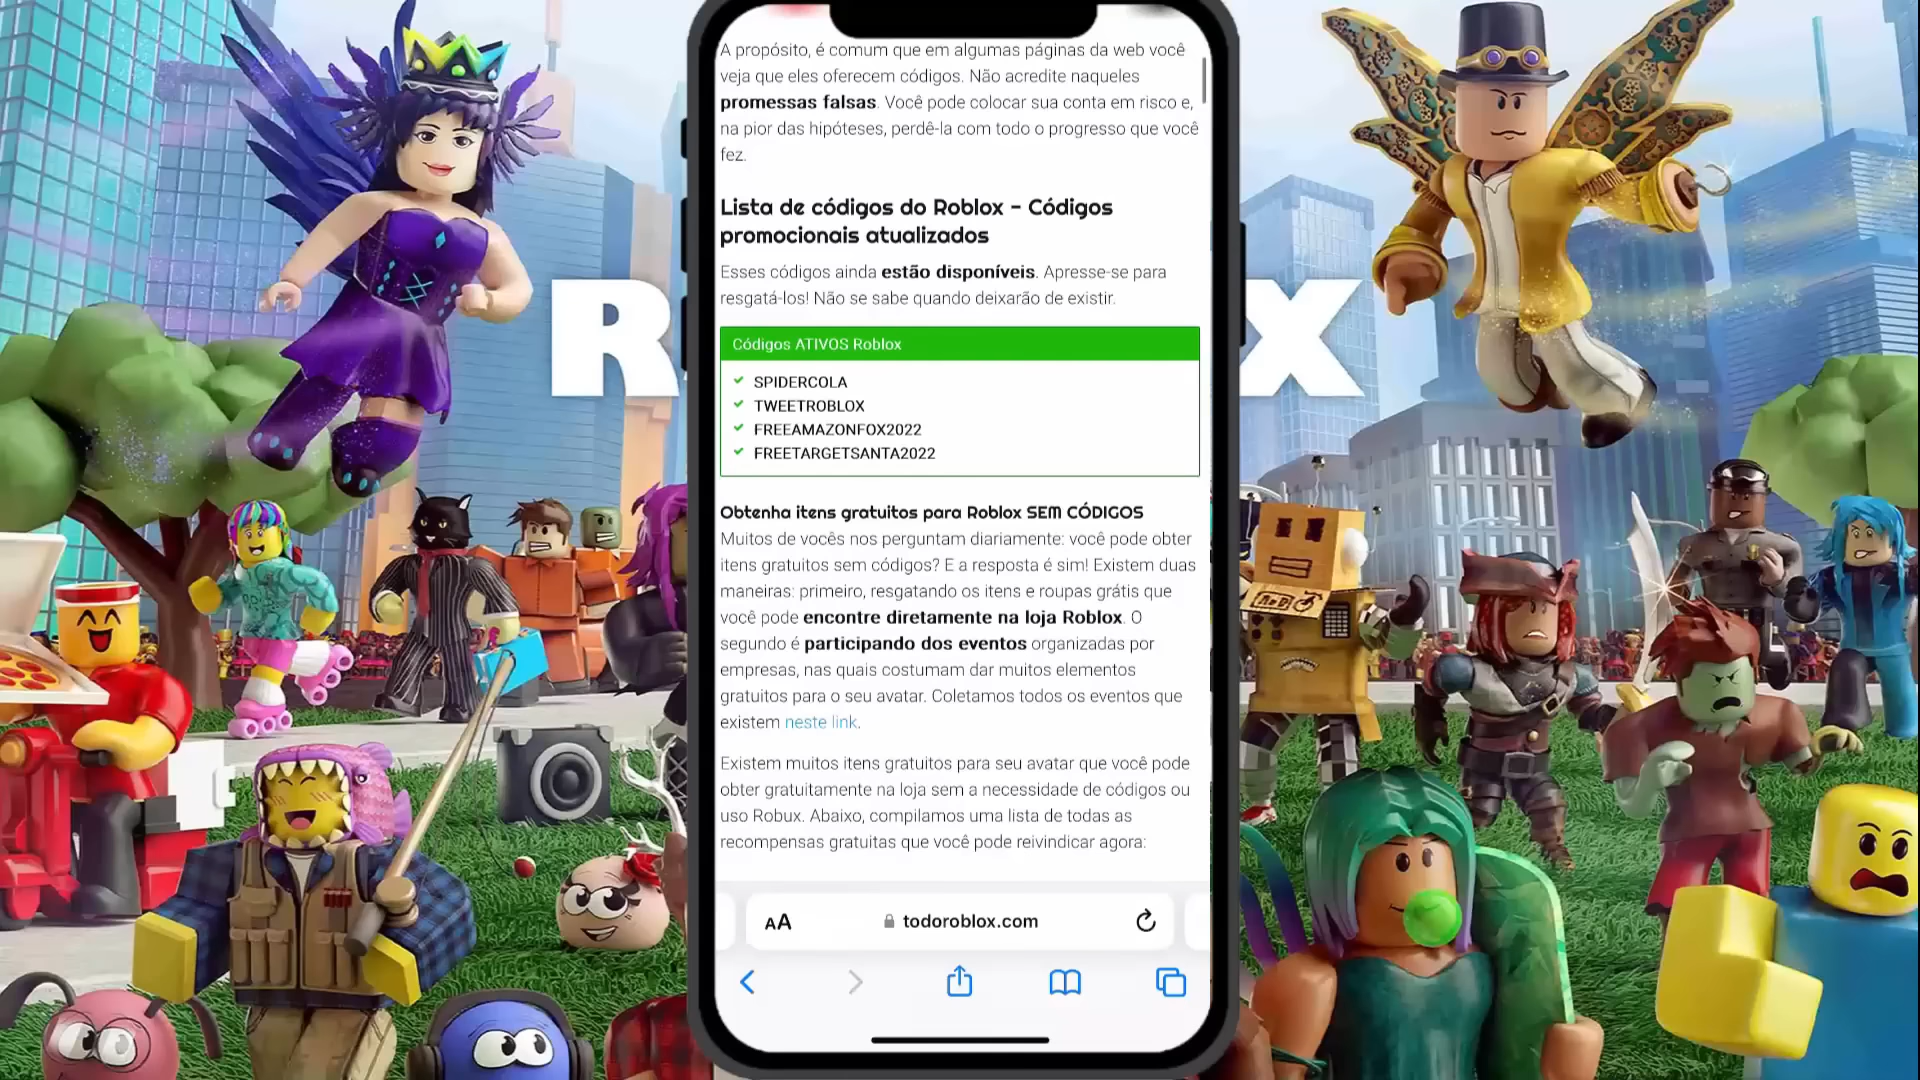 A propósito, é comum que em algumas páginas da web você
veja que eles oferecem códigos. Não acredite naqueles
promessas falsas. Você pode colocar sua conta em risco e,
na pior das hipóteses, perdê-la com todo o progresso que você
fez.
Lista de códigos do Roblox - Códigos
promocionais atualizados
Esses códigos ainda estão disponíveis. Apresse-se para
resgatá-los! Não se sabe quando deixarão de existir.
R
X
Códigos ATIVOS Roblox
SPIDERCOLA
TWEETROBLOX
FREEAMAZONFOX2022
FREETARGETSANTA2022
Obtenha itens gratuitos para Roblox SEM CÓDIGOS
Muitos de vocês nos perguntam diariamente: você pode obter
itens gratuitos sem códigos? E a resposta é sim! Existem duas
maneiras: primeiro, resgatando os itens e roupas grátis que
você pode encontre diretamente na loja Roblox. O
segundo é participando dos eventos organizadas por
empresas, nas quais costumam dar muitos elementos
gratuitos para o seu avatar. Coletamos todos os eventos que
existem neste link.
Existem muitos itens gratuitos para seu avatar que você pode
obter gratuitamente na loja sem a necessidade de códigos ou
uso Robux. Abaixo, compilamos uma lista de todas as
recompensas gratuitas que você pode reivindicar agora:
AA
todoroblox.com